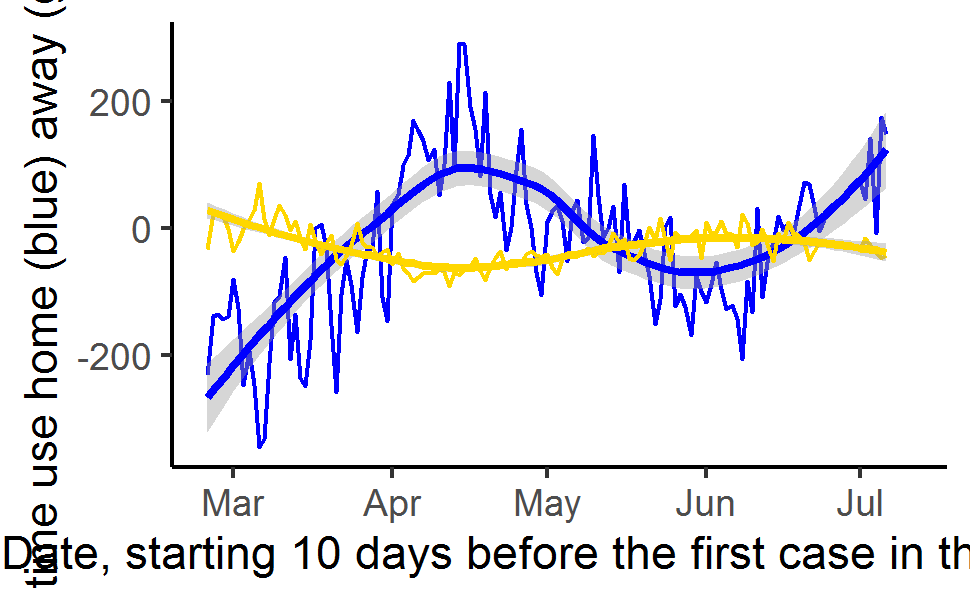 time use home (blue) away (
200
0
-200
Mar Apr May Jun Jul
Date, starting 10 days before the first case in th